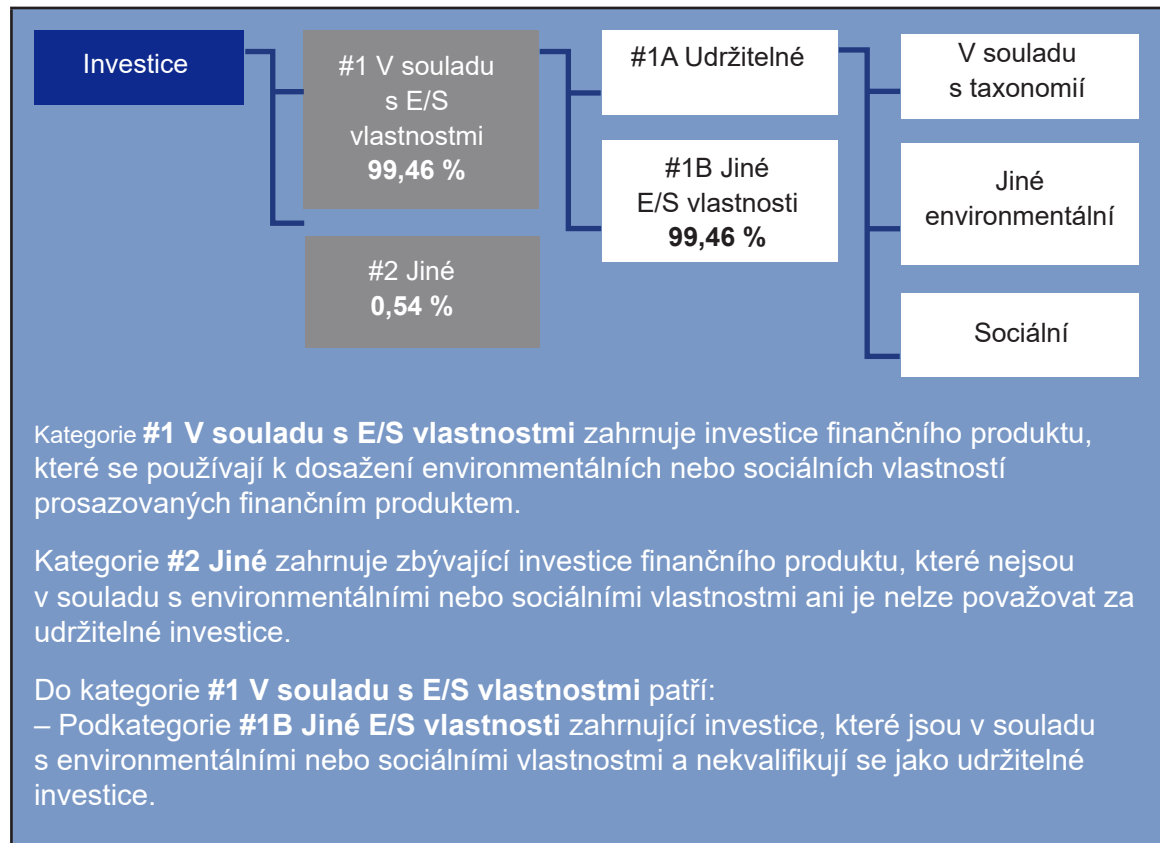 Investice
#1 V souladu
s E/S
vlastnostmi
99,46 %
#2 Jiné
0,54 %
#1A Udržitelné
#1B Jiné
E/S vlastnosti
99,46 %
V souladu
s taxonomií
Jiné
environmentální
Sociální
Kategorie #1 V souladu s E/S vlastnostmi zahrnuje investice finančního produktu,
které se používají k dosažení environmentálních nebo sociálních vlastností
prosazovaných finančním produktem.
Kategorie #2 Jiné zahrnuje zbývající investice finančního produktu, které nejsou
v souladu s environmentálními nebo sociálními vlastnostmi ani je nelze považovat za
udržitelné investice.
Do kategorie #1 V souladu s E/S vlastnostmi patří:
– Podkategorie #1B Jiné E/S vlastnosti zahrnující investice, které jsou v souladu
s environmentálními nebo sociálními vlastnostmi a nekvalifikují se jako udržitelné
investice.